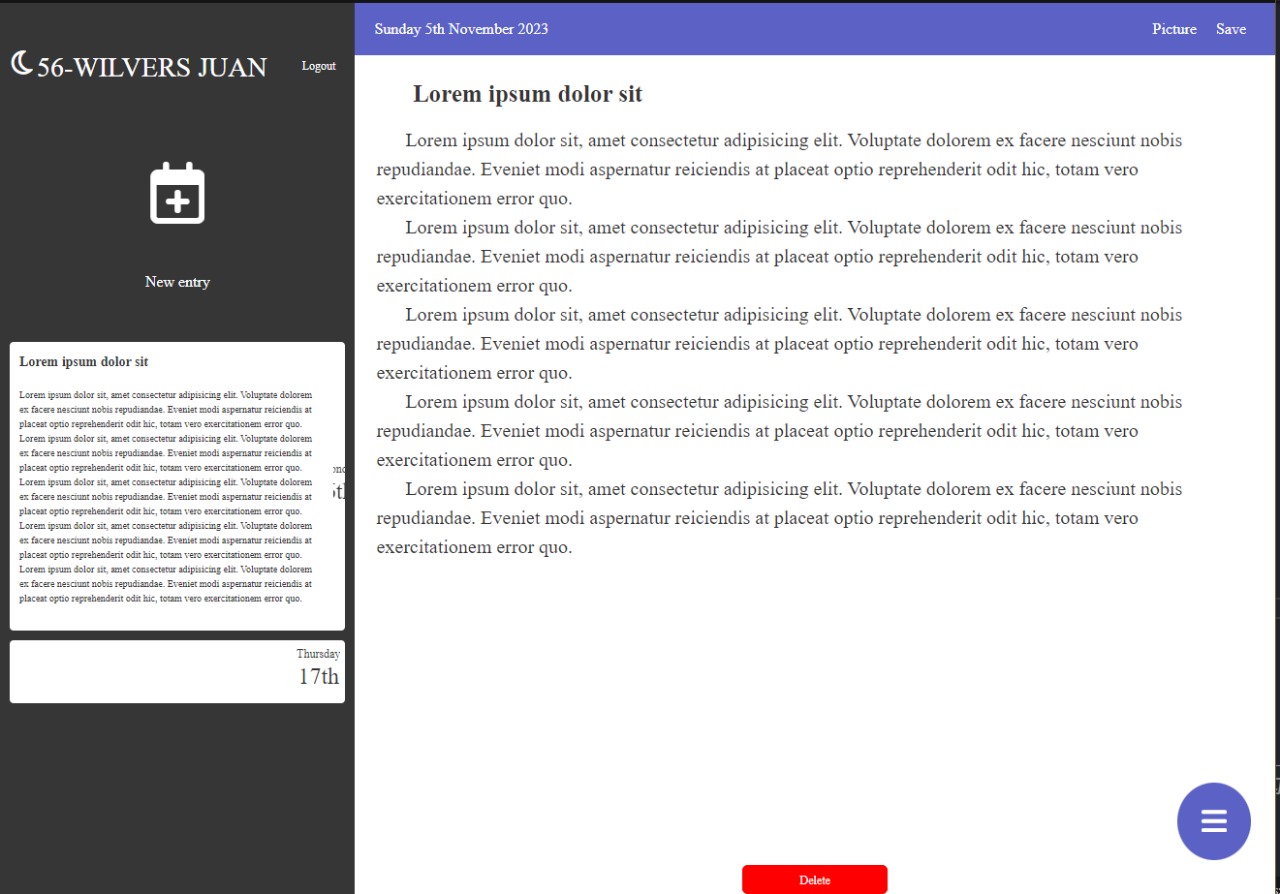 56-WILVERS JUAN
Logout
New entry
Lorem ipsum dolor sit
Lorem ipsum dolor sit, amet consectetur adipisicing elit. Voluptate dolorem
ex facere nesciunt nobis repudiandae. Eveniet modi aspernatur reiciendis at
placeat optio reprehenderit odit hic, totam vero exercitationem error quo.
Lorem ipsum dolor sit, amet consectetur adipisicing elit. Voluptate dolorem
ex facere nesciunt nobis repudiandae. Eveniet modi aspernatur reiciendis at
placeat optio reprehenderit odit hic, totam vero exercitationem error quo.
Lorem ipsum dolor sit, amet consectetur adipisicing elit. Voluptate dolorem
ex facere nesciunt nobis repudiandae. Eveniet modi aspernatur reiciendis at
placeat optio reprehenderit odit hic, totam vero exercitationem error quo.
Lorem ipsum dolor sit, amet consectetur adipisicing elit. Voluptate dolorem
ex facere nesciunt nobis repudiandae. Eveniet modi aspernatur reiciendis at
placeat optio reprehenderit odit hic, totam vero exercitationem error quo.
Lorem ipsum dolor sit, amet consectetur adipisicing elit. Voluptate dolorem
ex facere nesciunt nobis repudiandae. Eveniet modi aspernatur reiciendis at
placeat optio reprehenderit odit hic, totam vero exercitationem error quo.
Thursday
17th
Sunday 5th November 2023
Picture
Save
Lorem ipsum dolor sit
Lorem ipsum dolor sit, amet consectetur adipisicing elit. Voluptate dolorem ex facere nesciunt nobis
repudiandae. Eveniet modi aspernatur reiciendis at placeat optio reprehenderit odit hic, totam vero
exercitationem error quo.
Lorem ipsum dolor sit, amet consectetur adipisicing elit. Voluptate dolorem ex facere nesciunt nobis
repudiandae. Eveniet modi aspernatur reiciendis at placeat optio reprehenderit odit hic, totam vero
exercitationem error quo.
Lorem ipsum dolor sit, amet consectetur adipisicing elit. Voluptate dolorem ex facere nesciunt nobis
repudiandae. Eveniet modi aspernatur reiciendis at placeat optio reprehenderit odit hic, totam vero
exercitationem error quo.
Lorem ipsum dolor sit, amet consectetur adipisicing elit. Voluptate dolorem ex facere nesciunt nobis
repudiandae. Eveniet modi aspernatur reiciendis at placeat optio reprehenderit odit hic, totam vero
exercitationem error quo.
Lorem ipsum dolor sit, amet consectetur adipisicing elit. Voluptate dolorem ex facere nesciunt nobis
repudiandae. Eveniet modi aspernatur reiciendis at placeat optio reprehenderit odit hic, totam vero
exercitationem error quo.
Delete